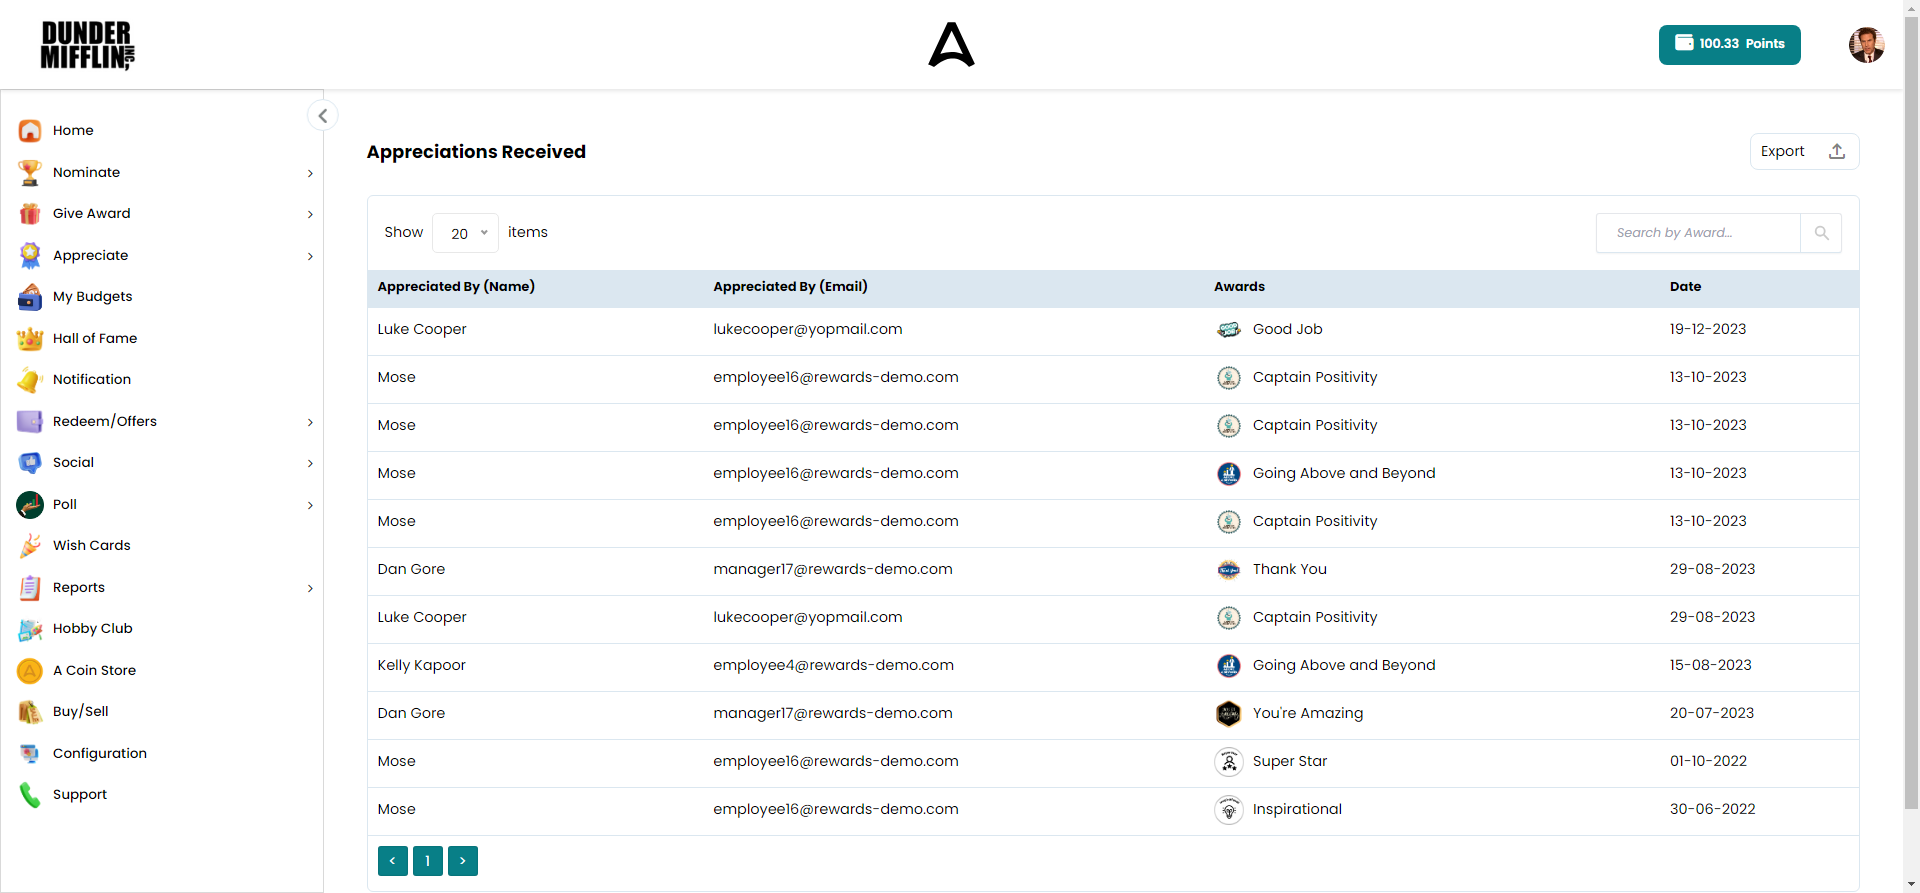 DUNDER
MIFFLIN, INC.
100.33 Points
Home
Nominate
Give Award
Appreciate
My Budgets
Hall of Fame
Notification
Redeem/Offers
Social
Poll
Wish Cards
Reports
Hobby Club
A Coin Store
Buy/Sell
Configuration
Support
Appreciations Received
Export
Show 20 items
Search by Award...
Appreciated By (Name) Appreciated By (Email) Awards Date
Luke Cooper lukecooper@yopmail.com Good Job 19-12-2023
Mose employee16@rewards-demo.com Captain Positivity 13-10-2023
Mose employee16@rewards-demo.com Captain Positivity 13-10-2023
Mose employee16@rewards-demo.com Going Above and Beyond 13-10-2023
Mose employee16@rewards-demo.com Captain Positivity 13-10-2023
Dan Gore manager17@rewards-demo.com Thank You 29-08-2023
Luke Cooper lukecooper@yopmail.com Captain Positivity 29-08-2023
Kelly Kapoor employee4@rewards-demo.com Going Above and Beyond 15-08-2023
Dan Gore manager17@rewards-demo.com You're Amazing 20-07-2023
Mose employee16@rewards-demo.com Super Star 01-10-2022
Mose employee16@rewards-demo.com Inspirational 30-06-2022
< 1 >